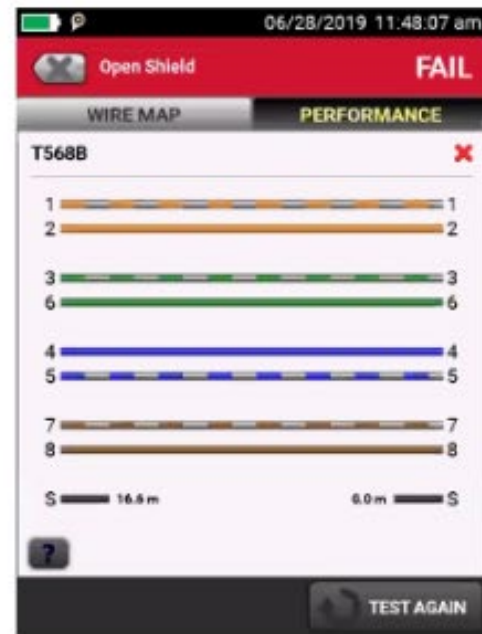 06/28/2019 11:48:07 am
Open Shield FAIL
WIRE MAP PERFORMANCE
T568B
1 1
2 2
3 3
6 6
4 4
5 5
7 7
8 8
S 16.6 m 6.0 m S
?
TEST AGAIN